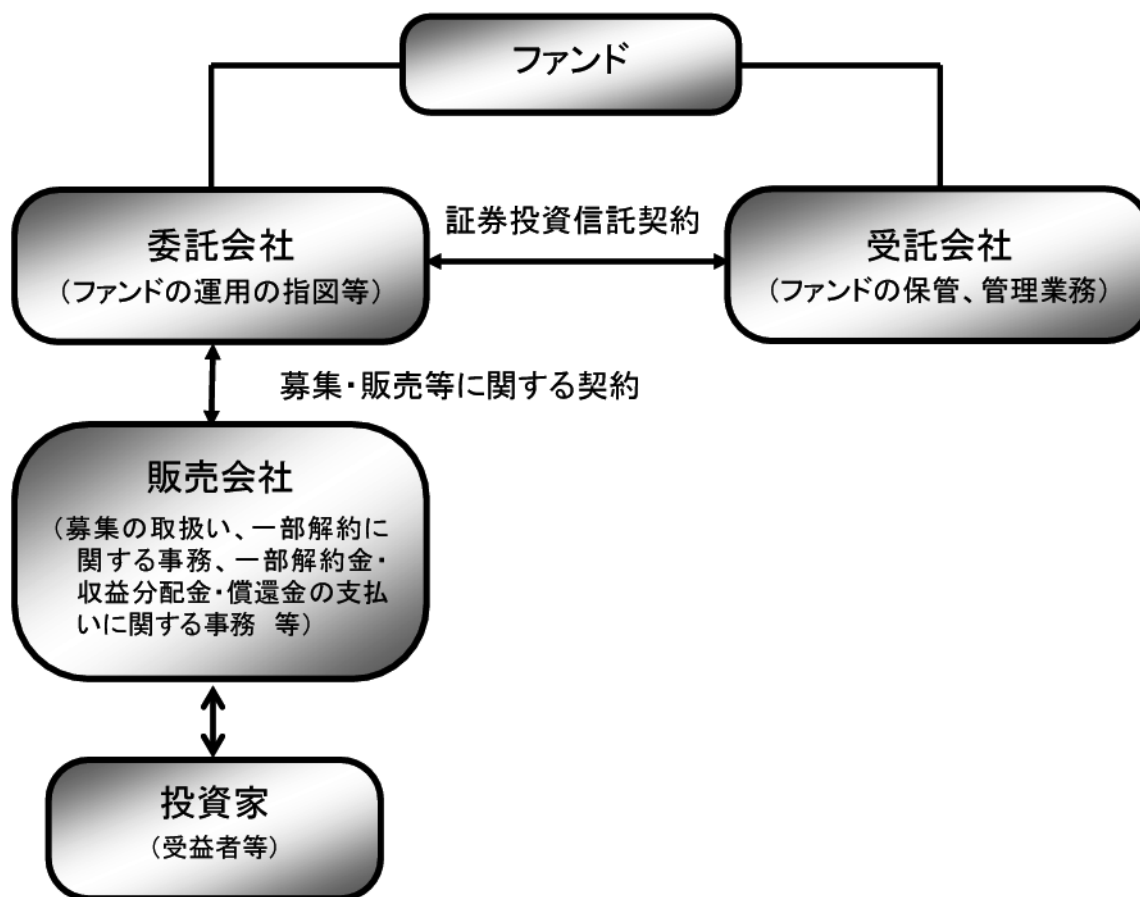 ファンド
委託会社
（ファンドの運用の指図等）
証券投資信託契約
受託会社
（ファンドの保管、管理業務）
募集・販売等に関する契約
販売会社
（募集の取扱い、一部解約に
関する事務、一部解約金・
収益分配金・償還金の支払
いに関する事務　等）
投資家
（受益者等）